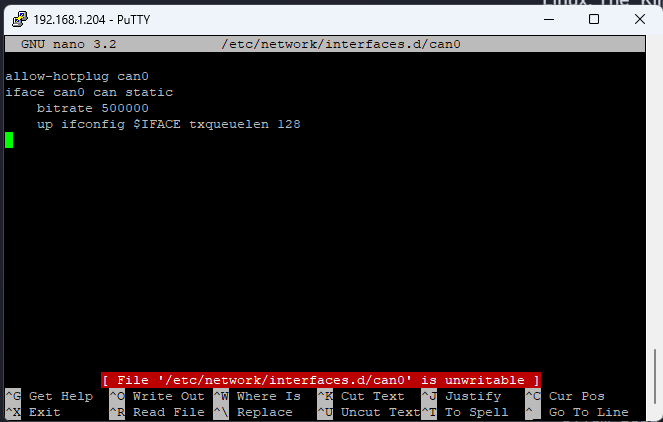 192.168.1.204 - PuTTY
GNU nano 3.2 /etc/network/interfaces.d/can0
allow-hotplug can0
iface can0 can static
bitrate 500000
up ifconfig $IFACE txqueuelen 128
[ File '/etc/network/interfaces.d/can0' is unwritable ]
^G Get Help ^O Write Out ^W Where Is ^K Cut Text ^J Justify ^C Cur Pos
^X Exit ^R Read File ^\ Replace ^U Uncut Text ^T To Spell ^_ Go To Line